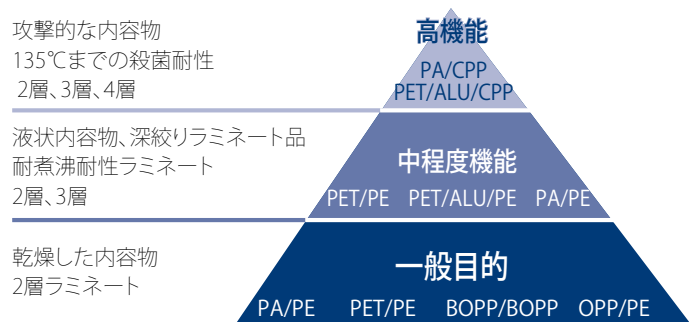 攻撃的な内容物
135℃までの殺菌耐性
2層、3層、4層
高機能
PA/CPP
PET/ALU/CPP
液状内容物、深絞りラミネート品
耐煮沸耐性ラミネート
2層、3層
中程度機能
PET/PE PET/ALU/PE PA/PE
乾燥した内容物
2層ラミネート
一般目的
PA/PE PET/PE BOPP/BOPP OPP/PE